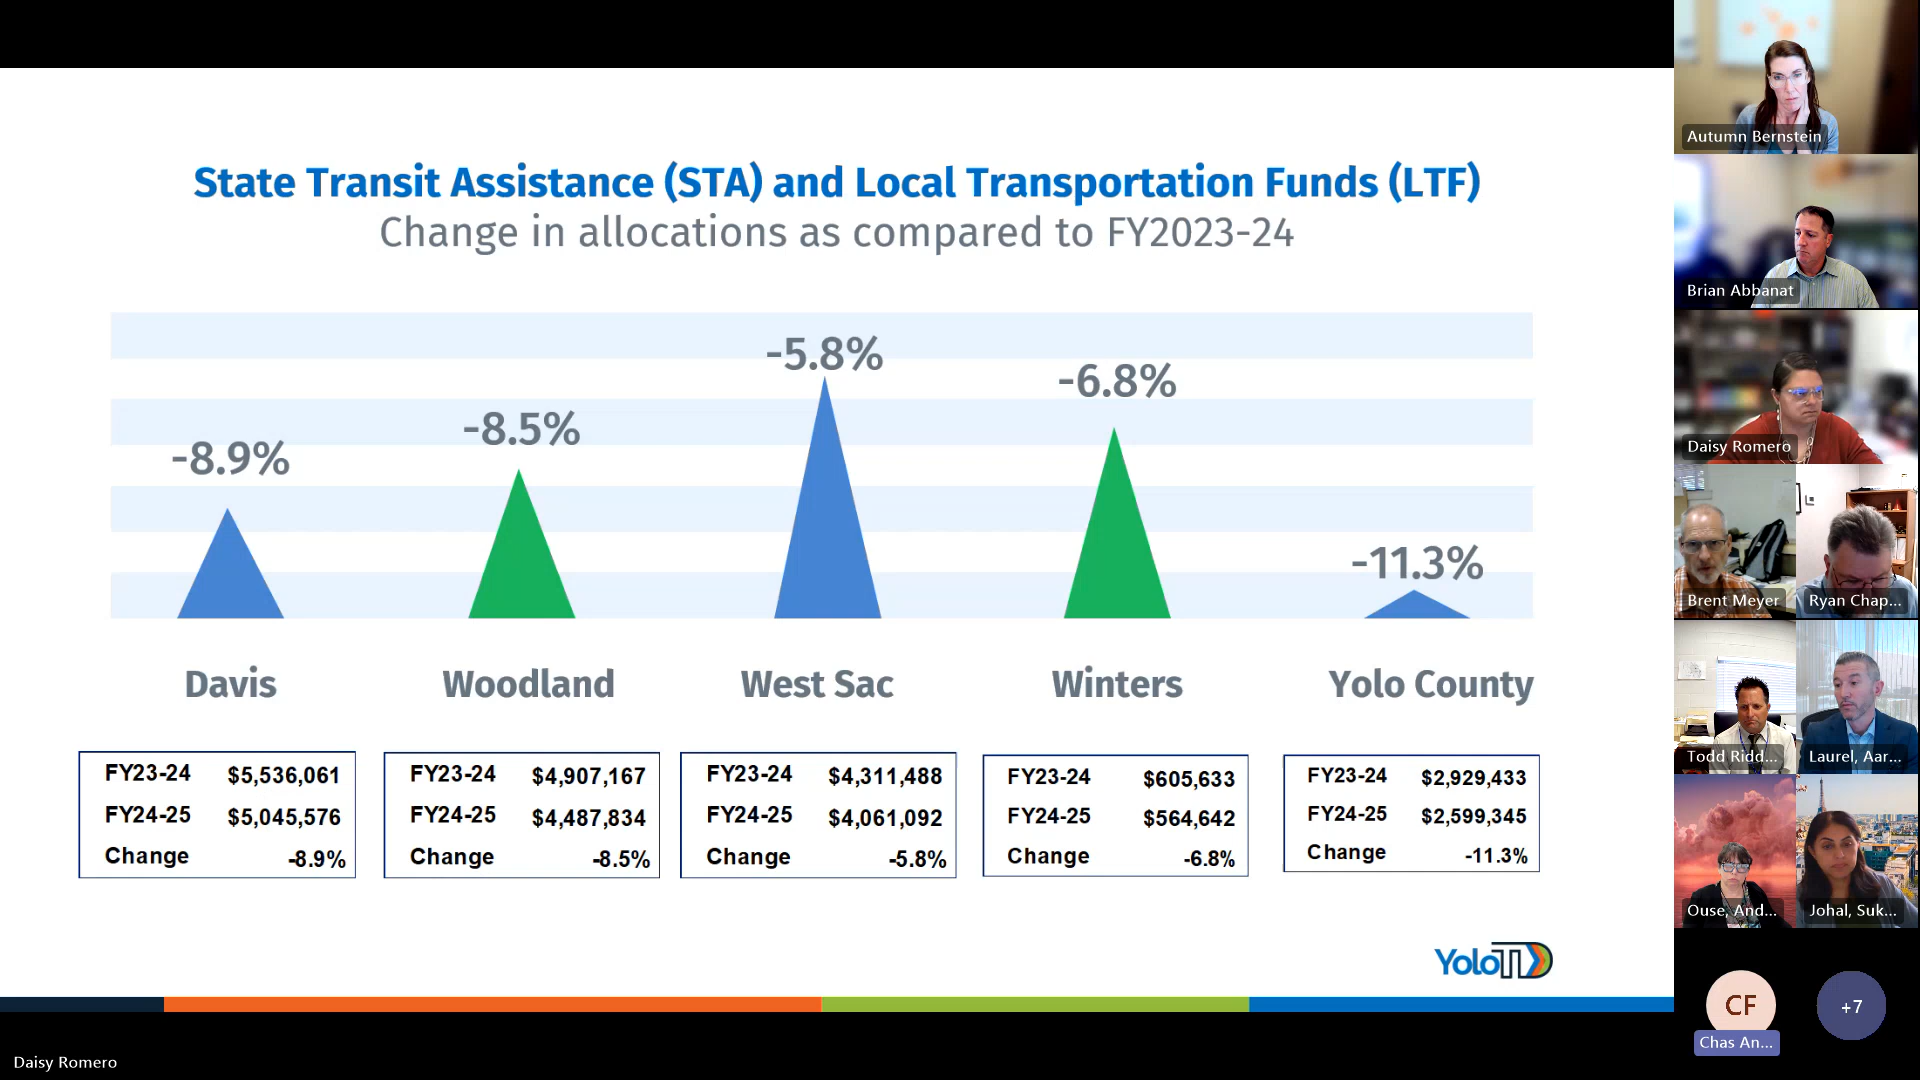 State Transit Assistance (STA) and Local Transportation Funds (LTF)
Change in allocations as compared to FY2023-24
-8.9%
-8.5%
-5.8%
-6.8%
-11.3%
Davis
Woodland
West Sac
Winters
Yolo County
FY23-24 $5,536,061
FY24-25 $5,045,576
Change -8.9%
FY23-24 $4,907,167
FY24-25 $4,487,834
Change -8.5%
FY23-24 $4,311,488
FY24-25 $4,061,092
Change -5.8%
FY23-24 $605,633
FY24-25 $564,642
Change -6.8%
FY23-24 $2,929,433
FY24-25 $2,599,345
Change -11.3%
YoloTD
Daisy Romero
Autumn Bernstein
Brian Abbanat
Daisy Romero
Brent Meyer
Ryan Chap...
Todd Ridd...
Laurel, Aar...
Ouse, And...
Johal, Suk...
CF
Chas An...
+7